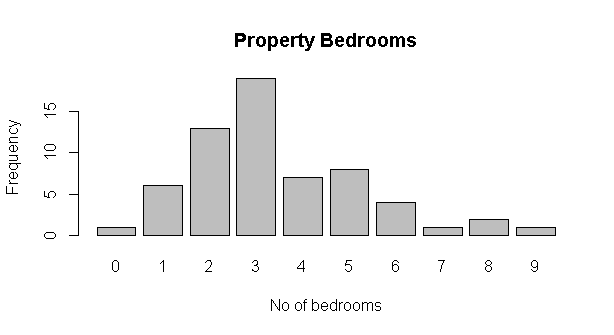 Property Bedrooms
Frequency
15
10
5
0
0 1 2 3 4 5 6 7 8 9
No of bedrooms